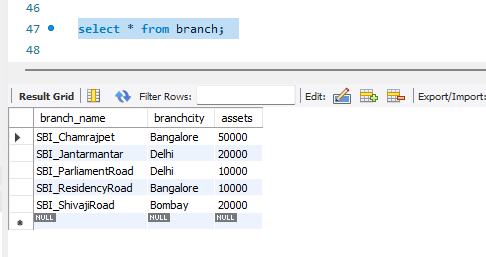 46
47 select * from branch;
48
Result Grid Filter Rows: Edit: Export/Import:
branch_name branchcity assets
SBI_Chamrajpet Bangalore 50000
SBI_Jantarmantar Delhi 20000
SBI_ParliamentRoad Delhi 10000
SBI_ResidencyRoad Bangalore 10000
SBI_ShivajiRoad Bombay 20000
NULL NULL NULL